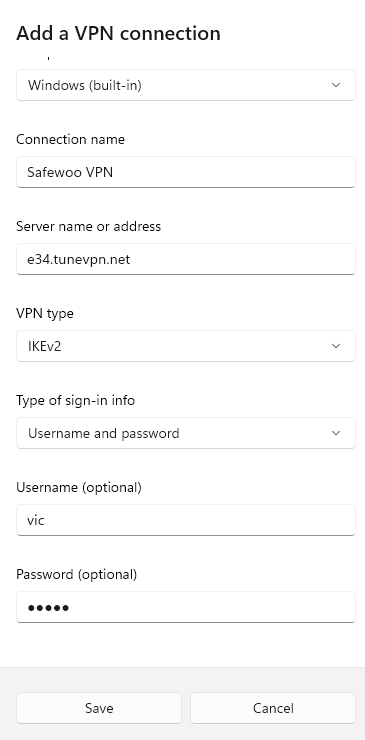 Add a VPN connection
Windows (built-in)
Connection name
Safewoo VPN
Server name or address
e34.tunevpn.net
VPN type
IKEv2
Type of sign-in info
Username and password
Username (optional)
vic
Password (optional)
●●●●●
Save
Cancel